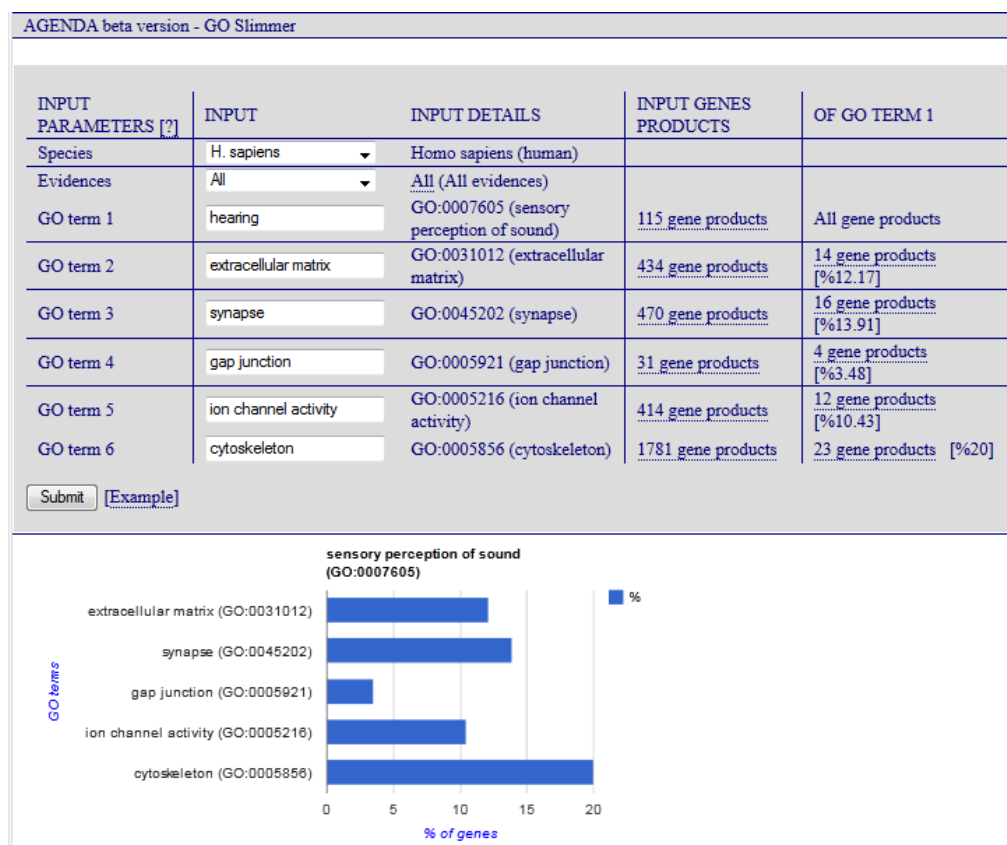 AGENDA beta version - GO Slimmer
INPUT PARAMETERS [?] INPUT INPUT DETAILS INPUT GENES PRODUCTS OF GO TERM 1
Species H. sapiens Homo sapiens (human)
Evidences All All (All evidences)
GO term 1 hearing GO:0007605 (sensory perception of sound) 115 gene products All gene products
GO term 2 extracellular matrix GO:0031012 (extracellular matrix) 434 gene products 14 gene products [%12.17]
GO term 3 synapse GO:0045202 (synapse) 470 gene products 16 gene products [%13.91]
GO term 4 gap junction GO:0005921 (gap junction) 31 gene products 4 gene products [%3.48]
GO term 5 ion channel activity GO:0005216 (ion channel activity) 414 gene products 12 gene products [%10.43]
GO term 6 cytoskeleton GO:0005856 (cytoskeleton) 1781 gene products 23 gene products [%20]
Submit [Example]
sensory perception of sound
(GO:0007605)
%
extracellular matrix (GO:0031012)
synapse (GO:0045202)
gap junction (GO:0005921)
ion channel activity (GO:0005216)
cytoskeleton (GO:0005856)
GO terms
0 5 10 15 20
% of genes